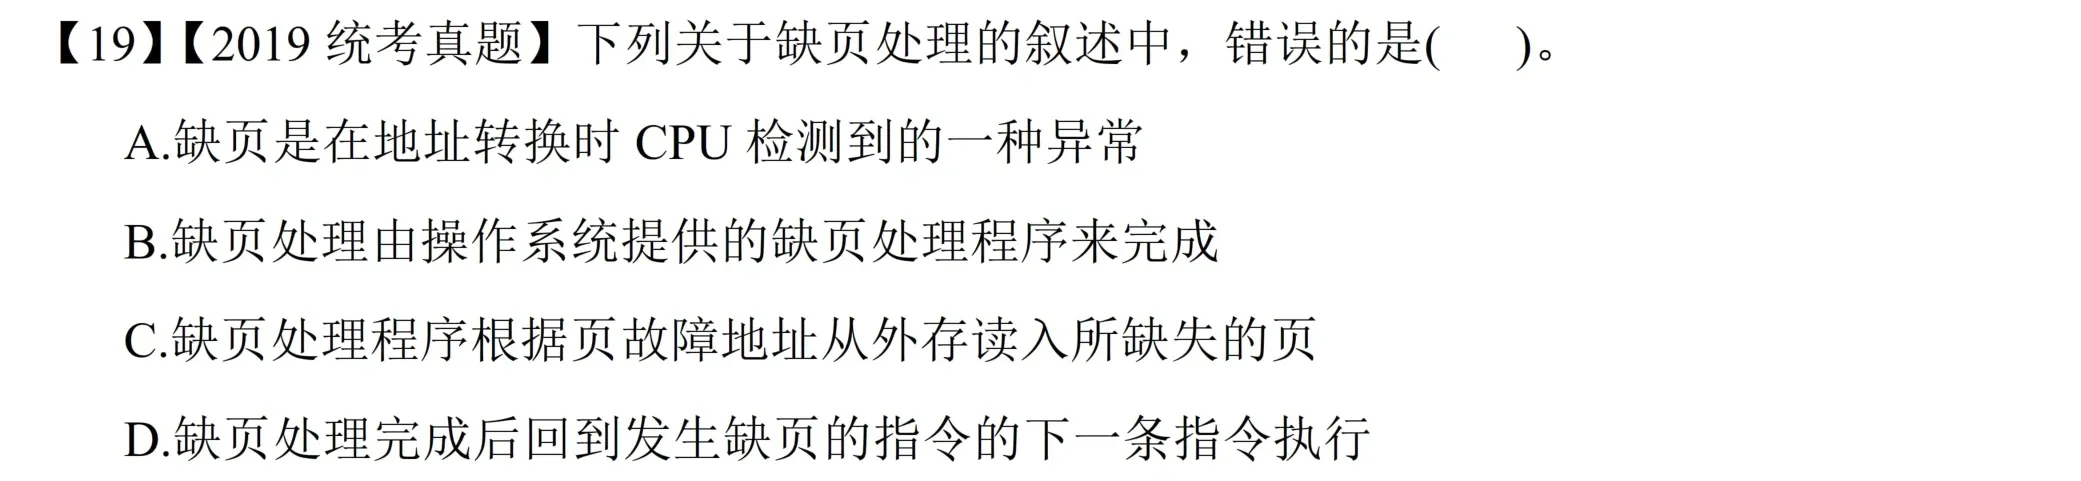 【19】【2019 统考真题】下列关于缺页处理的叙述中，错误的是(      )。
A.缺页是在地址转换时 CPU 检测到的一种异常
B.缺页处理由操作系统提供的缺页处理程序来完成
C.缺页处理程序根据页故障地址从外存读入所缺失的页
D.缺页处理完成后回到发生缺页的指令的下一条指令执行